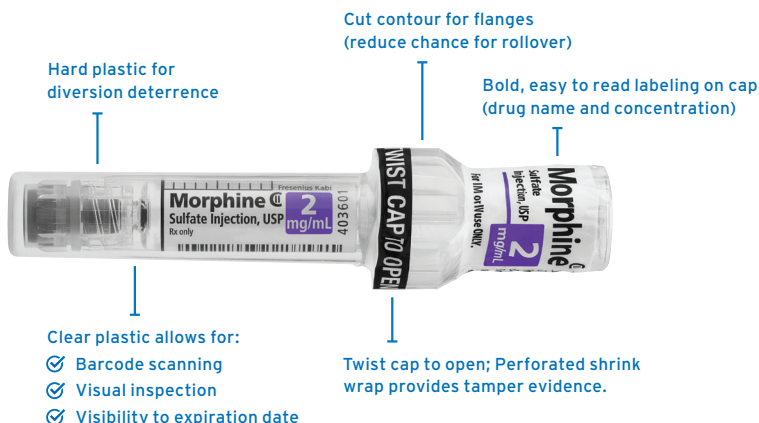 Cut contour for flanges
(reduce chance for rollover)
Hard plastic for
diversion deterrence
Bold, easy to read labeling on cap
(drug name and concentration)
Fresenius Kabi
Morphine CII
Sulfate Injection, USP
Rx only
2
mg/mL
403601
TWIST CAP TO OPEN
Morphine
Sulfate
Injection, USP
2
mg/mL
For IM or IV use ONLY.
Clear plastic allows for:
Barcode scanning
Visual inspection
Visibility to expiration date
Twist cap to open; Perforated shrink
wrap provides tamper evidence.